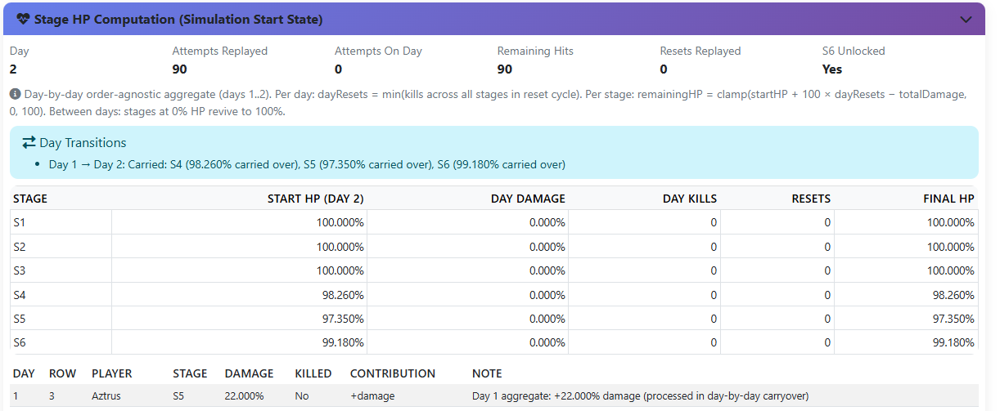 Stage HP Computation (Simulation Start State)
Day Attempts Replayed Attempts On Day Remaining Hits Resets Replayed S6 Unlocked
2 90 0 90 0 Yes
Day-by-day order-agnostic aggregate (days 1..2). Per day: dayResets = min(kills across all stages in reset cycle). Per stage: remainingHP = clamp(startHP + 100 × dayResets − totalDamage,
0, 100). Between days: stages at 0% HP revive to 100%.
Day Transitions
• Day 1 → Day 2: Carried: S4 (98.260% carried over), S5 (97.350% carried over), S6 (99.180% carried over)
STAGE START HP (DAY 2) DAY DAMAGE DAY KILLS RESETS FINAL HP
S1 100.000% 0.000% 0 0 100.000%
S2 100.000% 0.000% 0 0 100.000%
S3 100.000% 0.000% 0 0 100.000%
S4 98.260% 0.000% 0 0 98.260%
S5 97.350% 0.000% 0 0 97.350%
S6 99.180% 0.000% 0 0 99.180%
DAY ROW PLAYER STAGE DAMAGE KILLED CONTRIBUTION NOTE
1 3 Aztrus S5 22.000% No +damage Day 1 aggregate: +22.000% damage (processed in day-by-day carryover)